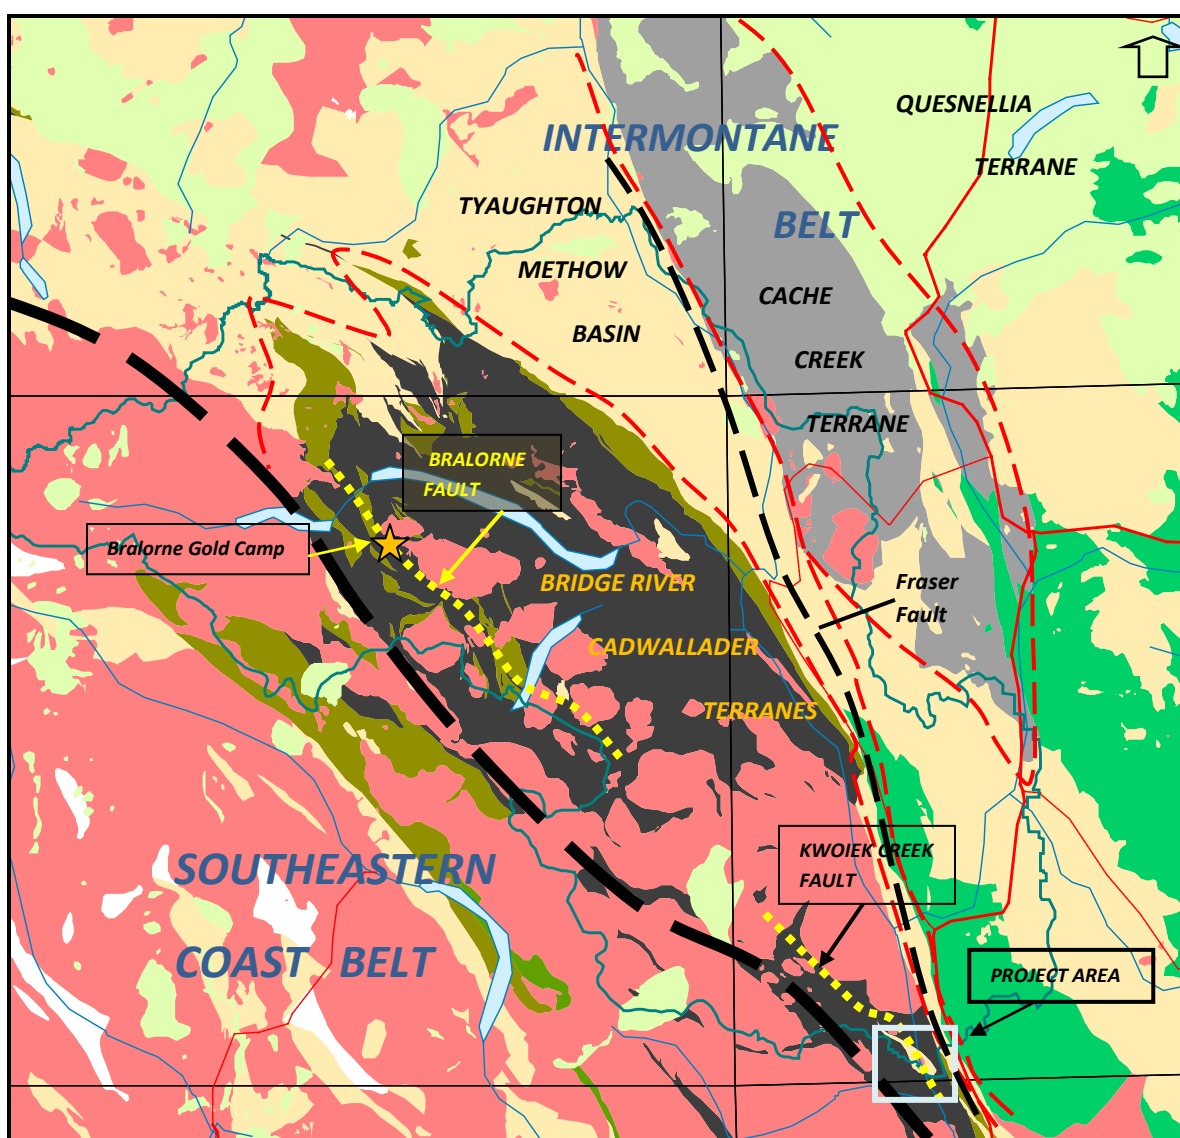 QUESNELLIA
TERRANE
INTERMONTANE
BELT
TYAUGHTON
METHOW
BASIN
CACHE
CREEK
TERRANE
BRALORNE
FAULT
Bralorne Gold Camp
BRIDGE RIVER
CADWALLADER
TERRANES
Fraser
Fault
KWOIEK CREEK
FAULT
SOUTHEASTERN
COAST BELT
PROJECT AREA